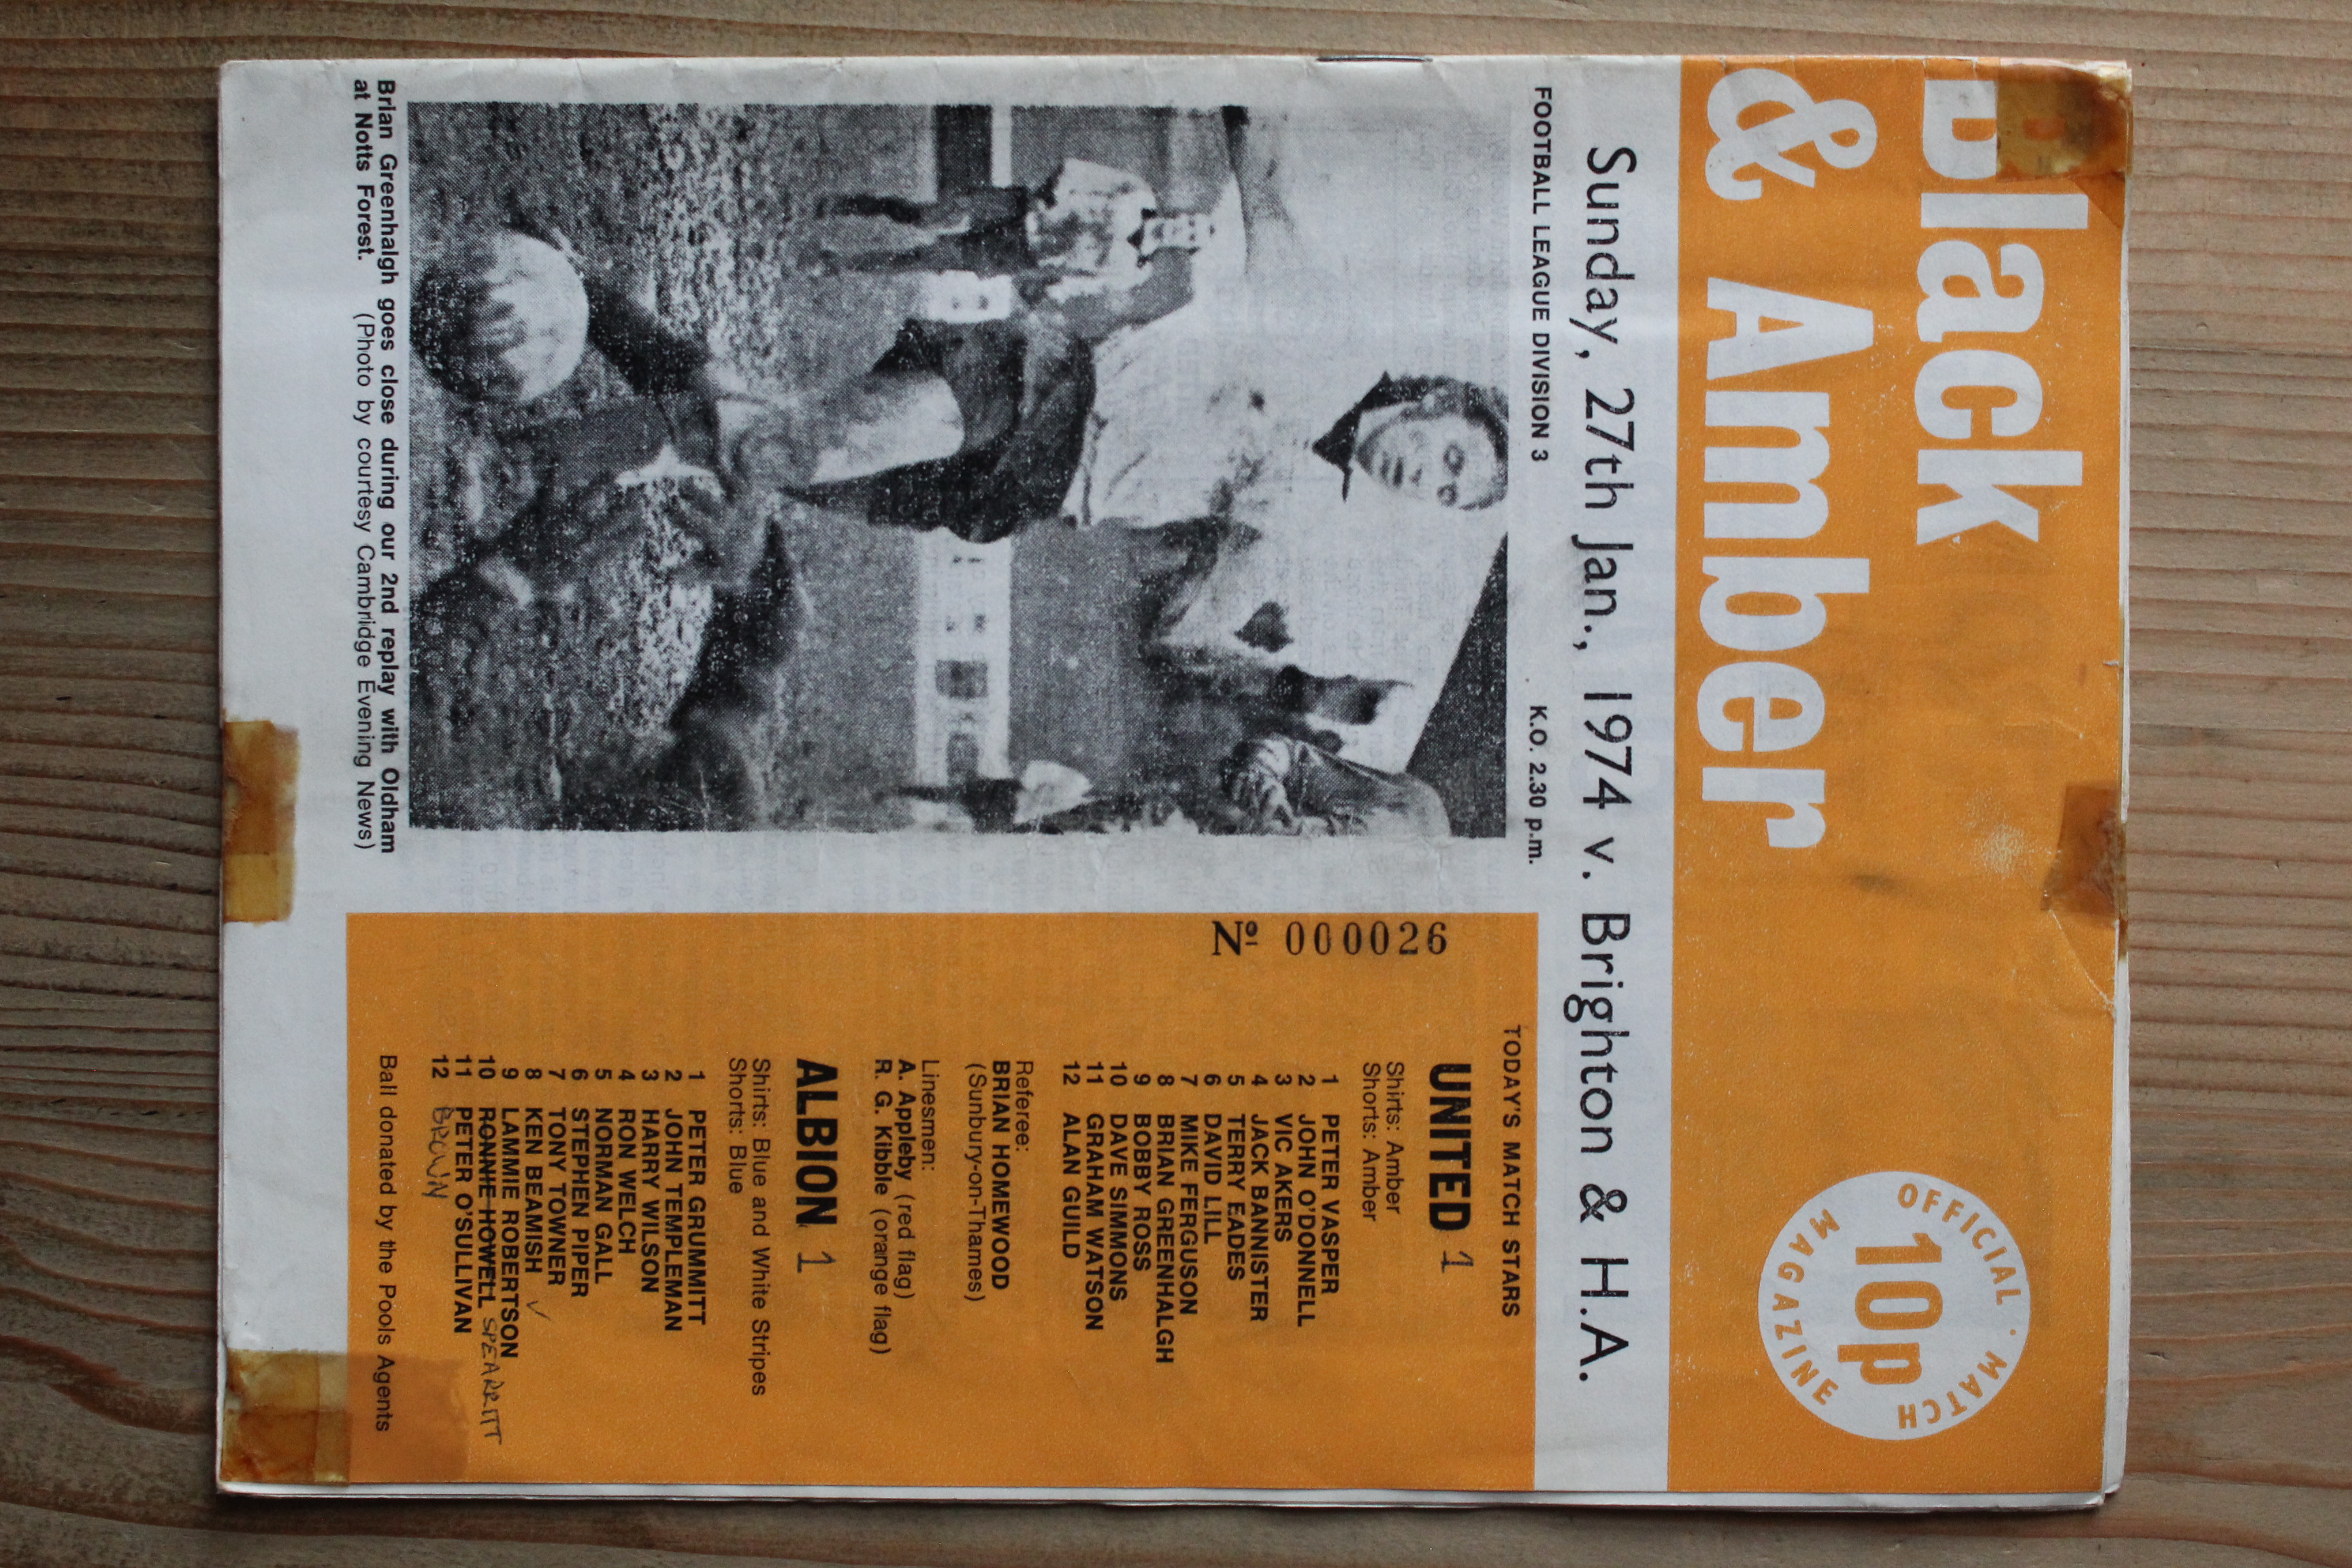 Black
& Amber
OFFICIAL · MATCH
10p
MAGAZINE
Sunday, 27th Jan., 1974 v. Brighton & H.A.
FOOTBALL LEAGUE DIVISION 3 K.O. 2.30 p.m.
Brian Greenhalgh goes close during our 2nd replay with Oldham
at Notts Forest. (Photo by courtesy Cambridge Evening News)
Nº 000026
TODAY'S MATCH STARS
UNITED 1
Shirts: Amber
Shorts: Amber
1 PETER VASPER
2 JOHN O'DONNELL
3 VIC AKERS
4 JACK BANNISTER
5 TERRY EADES
6 DAVID LILL
7 MIKE FERGUSON
8 BRIAN GREENHALGH
9 BOBBY ROSS
10 DAVE SIMMONS
11 GRAHAM WATSON
12 ALAN GUILD
Referee:
BRIAN HOMEWOOD
(Sunbury-on-Thames)
Linesmen:
A. Appleby (red flag)
R. G. Kibble (orange flag)
ALBION 1
Shirts: Blue and White Stripes
Shorts: Blue
1 PETER GRUMMITT
2 JOHN TEMPLEMAN
3 HARRY WILSON
4 RON WELCH
5 NORMAN GALL
6 STEPHEN PIPER
7 TONY TOWNER
8 KEN BEAMISH ✓
9 LAMMIE ROBERTSON
10 RONNIE HOWELL SPEARRITT
11 PETER O'SULLIVAN
12 BROWN
Ball donated by the Pools Agents